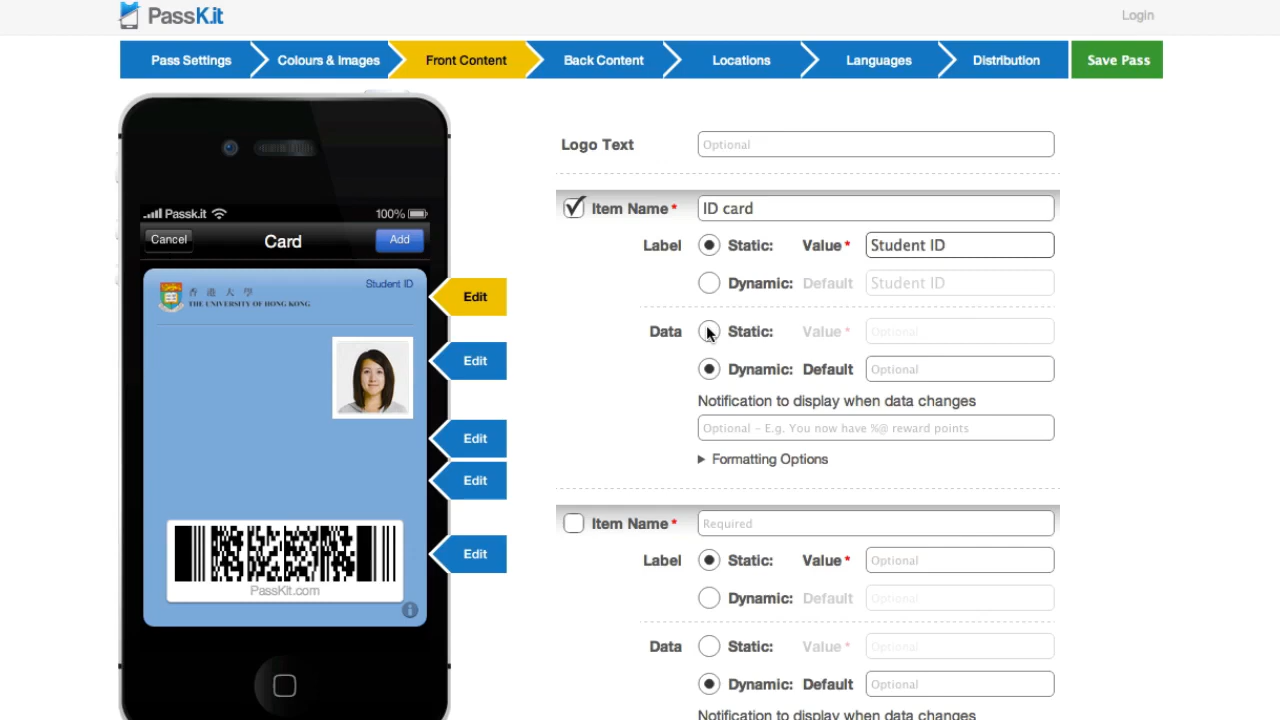 PassK.it
Login
Pass Settings
Colours & Images
Front Content
Back Content
Locations
Languages
Distribution
Save Pass
Logo Text
Optional
Item Name*
ID card
Label
Static:
Value*
Student ID
Dynamic:
Default
Student ID
Data
Static:
Value*
Optional
Dynamic:
Default
Optional
Notification to display when data changes
Optional – E.g. You now have %@ reward points
Formatting Options
Item Name*
Required
Label
Static:
Value*
Optional
Dynamic:
Default
Optional
Data
Static:
Value*
Optional
Dynamic:
Default
Optional
Notification to display when data changes
Passk.it
100%
Cancel
Card
Add
香港大學
THE UNIVERSITY OF HONG KONG
Student ID
PassKit.com
Edit
Edit
Edit
Edit
Edit